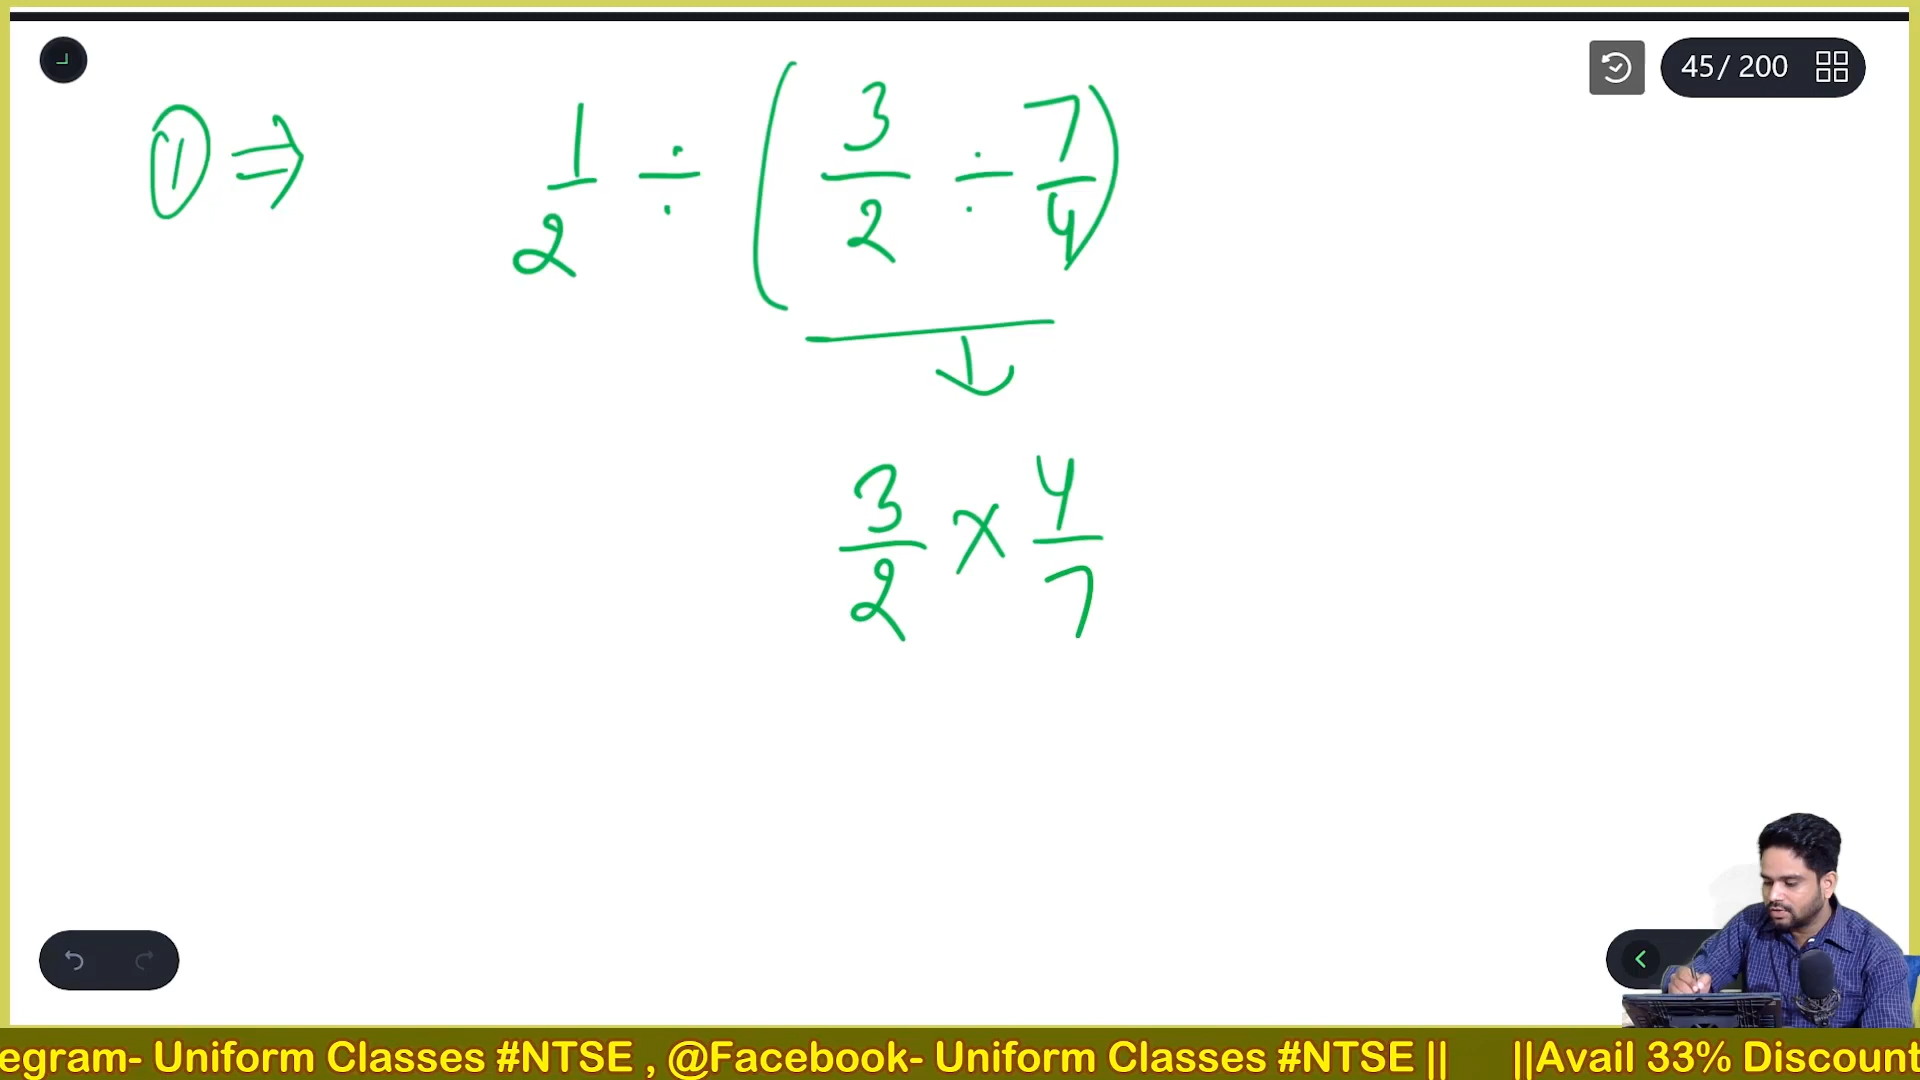 45/ 200
① ⇒ 1/2 ÷ ( 3/2 ÷ 7/4 )
↓
3/2 × 4/7
egram- Uniform Classes #NTSE , @Facebook- Uniform Classes #NTSE || ||Avail 33% Discount